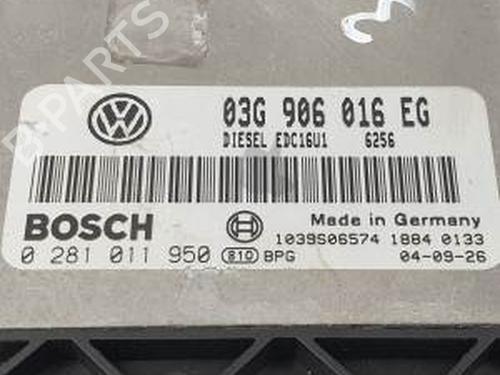 B-PARTS
03G 906 016 EG
DIESEL EDC16U1 6256
BOSCH
Made in Germany
1039S06574 1884 0133
0 281 011 950 810 BPG 04-09-26